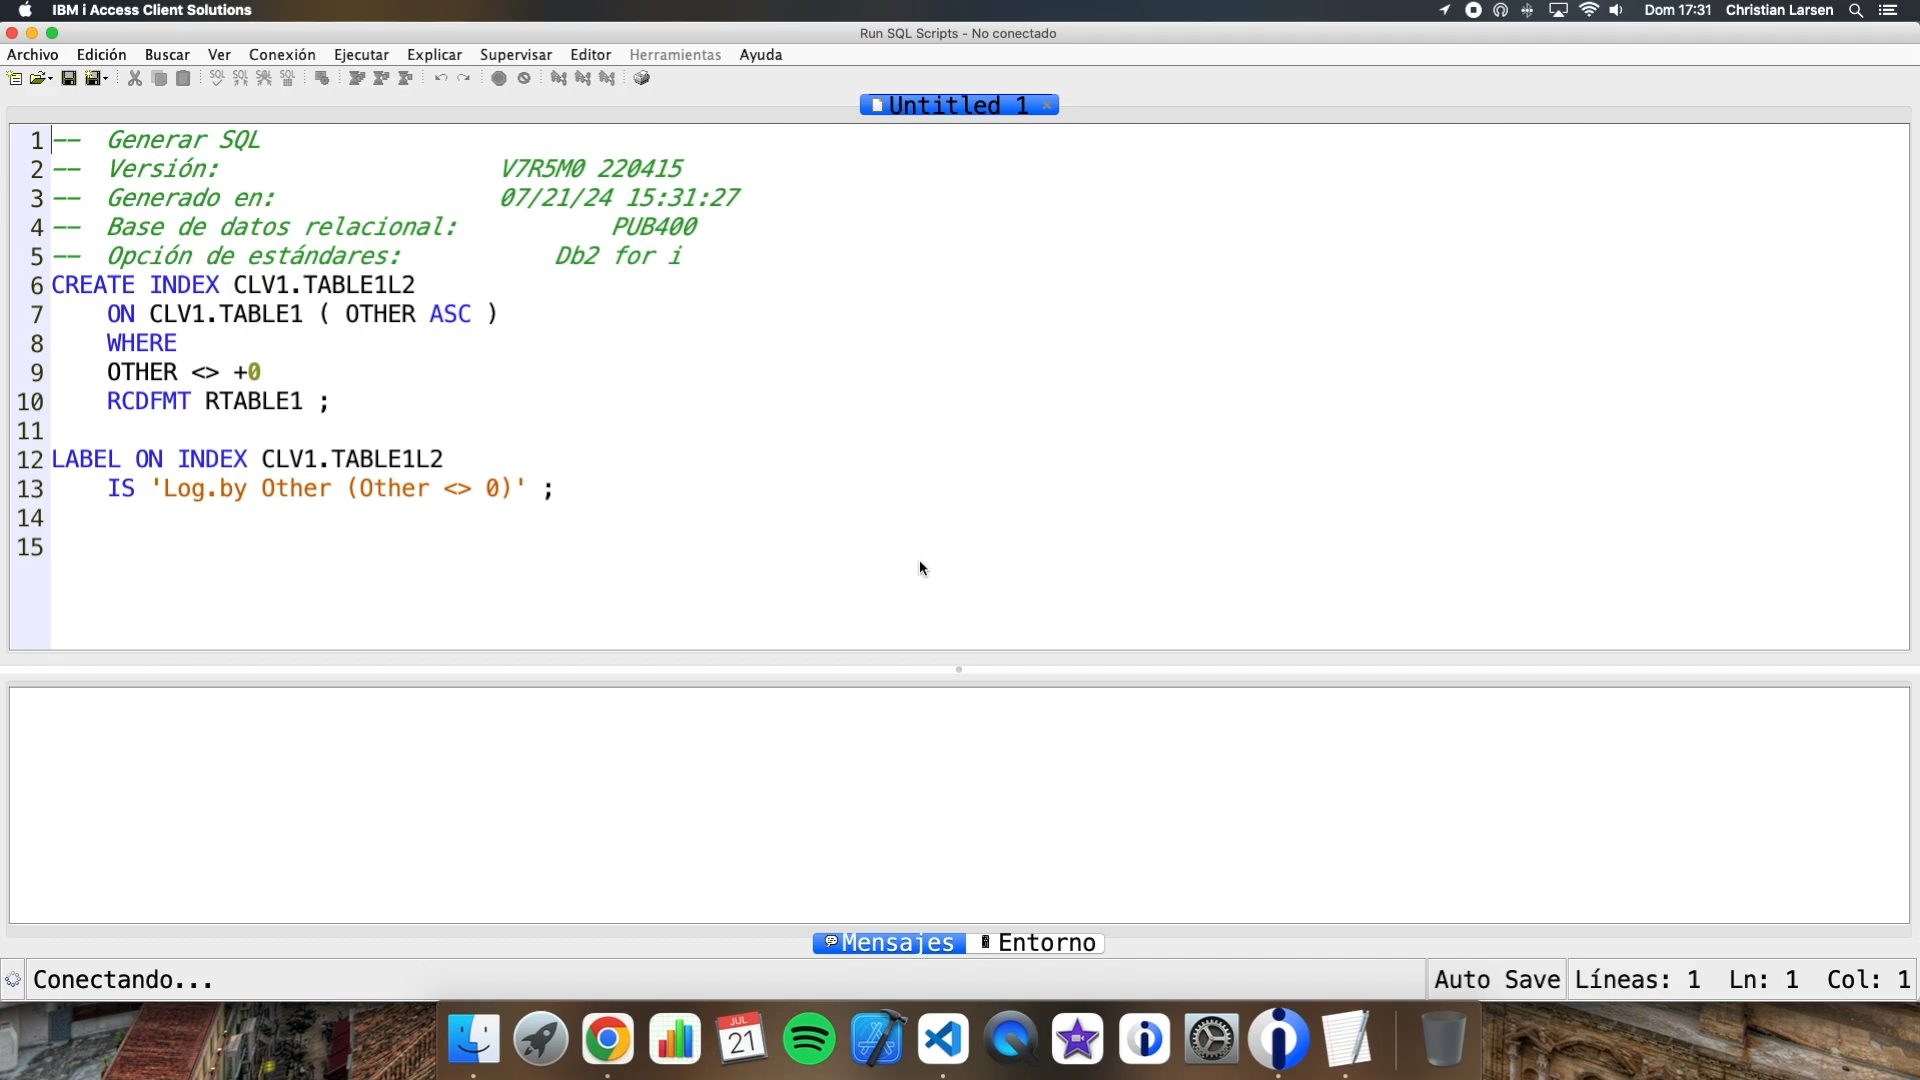 IBM i Access Client Solutions
Dom 17:31 Christian Larsen
Run SQL Scripts - No conectado
Archivo Edición Buscar Ver Conexión Ejecutar Explicar Supervisar Editor Herramientas Ayuda
Untitled 1
1 -- Generar SQL
2 -- Versión: V7R5M0 220415
3 -- Generado en: 07/21/24 15:31:27
4 -- Base de datos relacional: PUB400
5 -- Opción de estándares: Db2 for i
6 CREATE INDEX CLV1.TABLE1L2
7 ON CLV1.TABLE1 ( OTHER ASC )
8 WHERE
9 OTHER <> +0
10 RCDFMT RTABLE1 ;
11
12 LABEL ON INDEX CLV1.TABLE1L2
13 IS 'Log.by Other (Other <> 0)' ;
14
15
Mensajes Entorno
Conectando... Auto Save Líneas: 1 Ln: 1 Col: 1
JUL
21